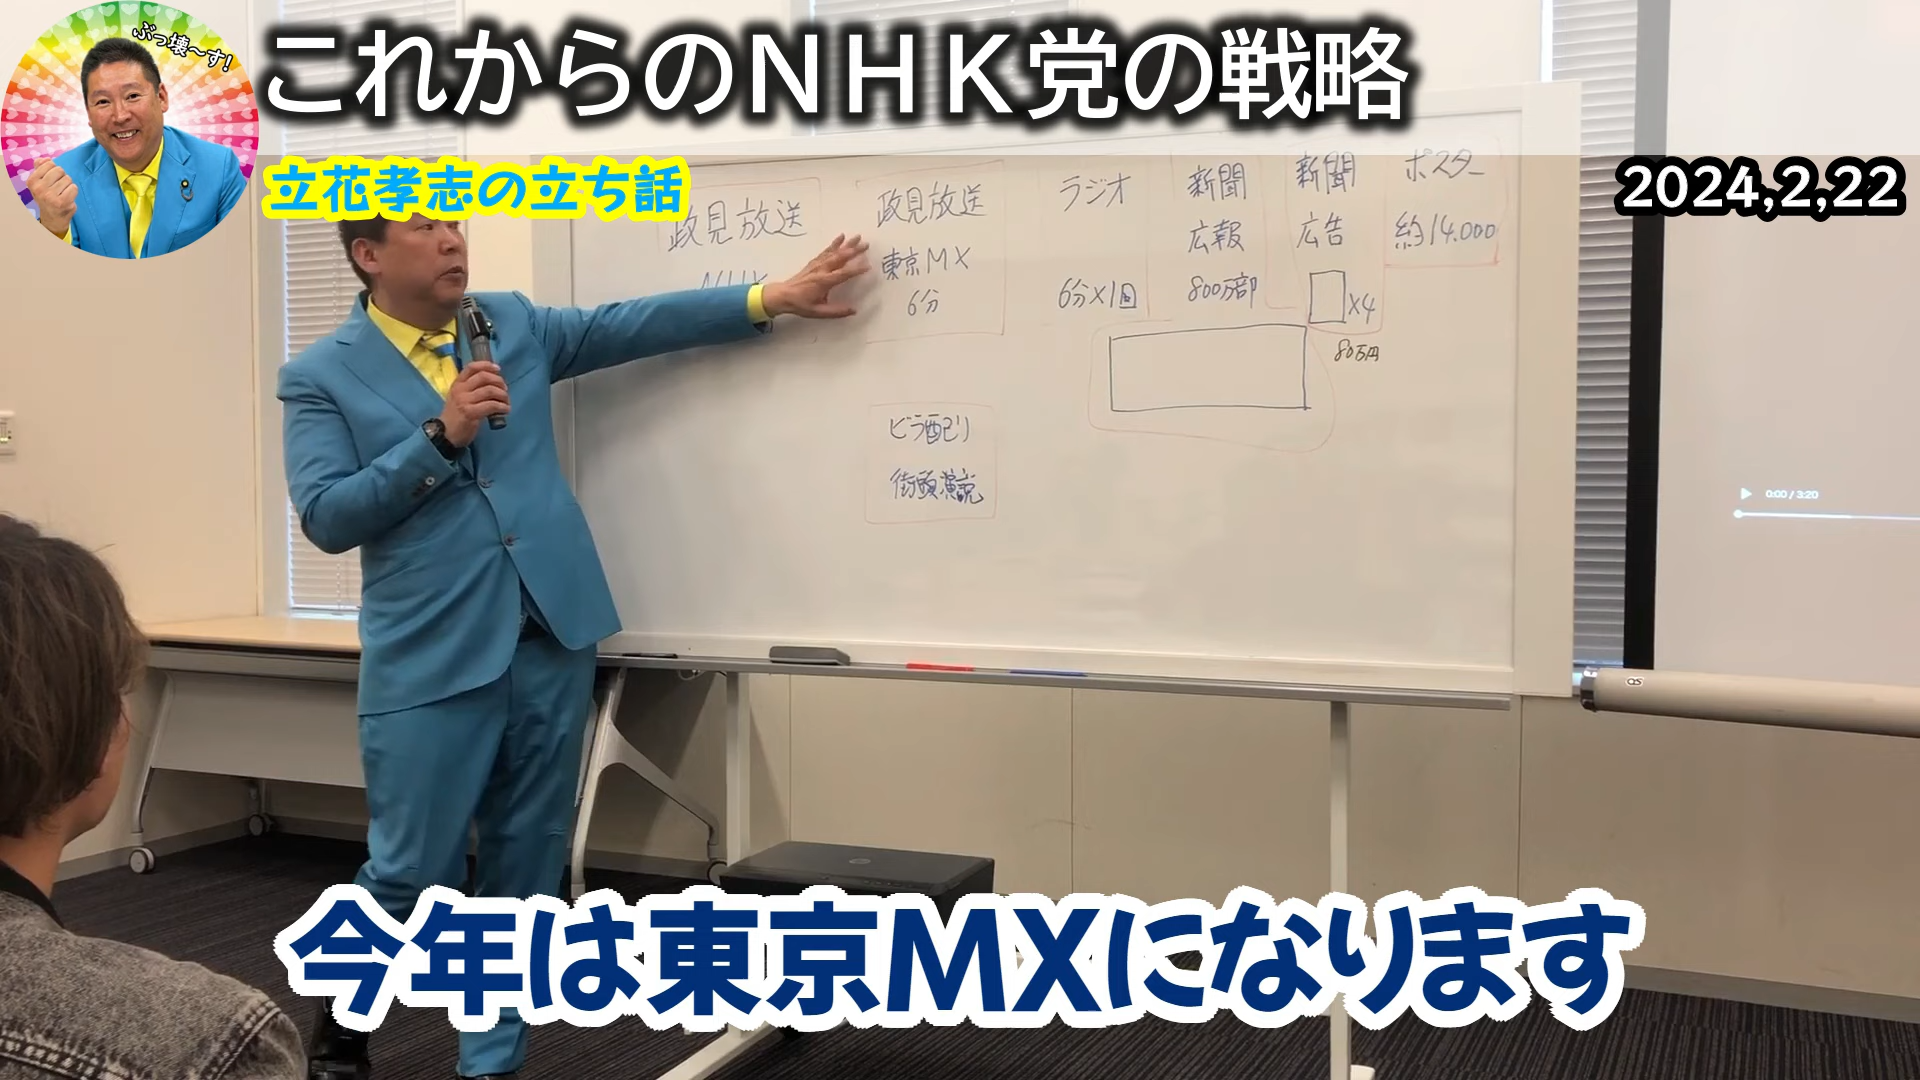 ぶっ壊〜す!
これからのNHK党の戦略
立花孝志の立ち話
2024,2,22
政見放送
政見放送
東京MX
6分
ラジオ
6分×1回
新聞
広報
800万部
新聞
広告
×4
80万円
ポスター
約14.000
ビラ配り
街頭演説
0:00 / 3:20
OS
今年は東京MXになります